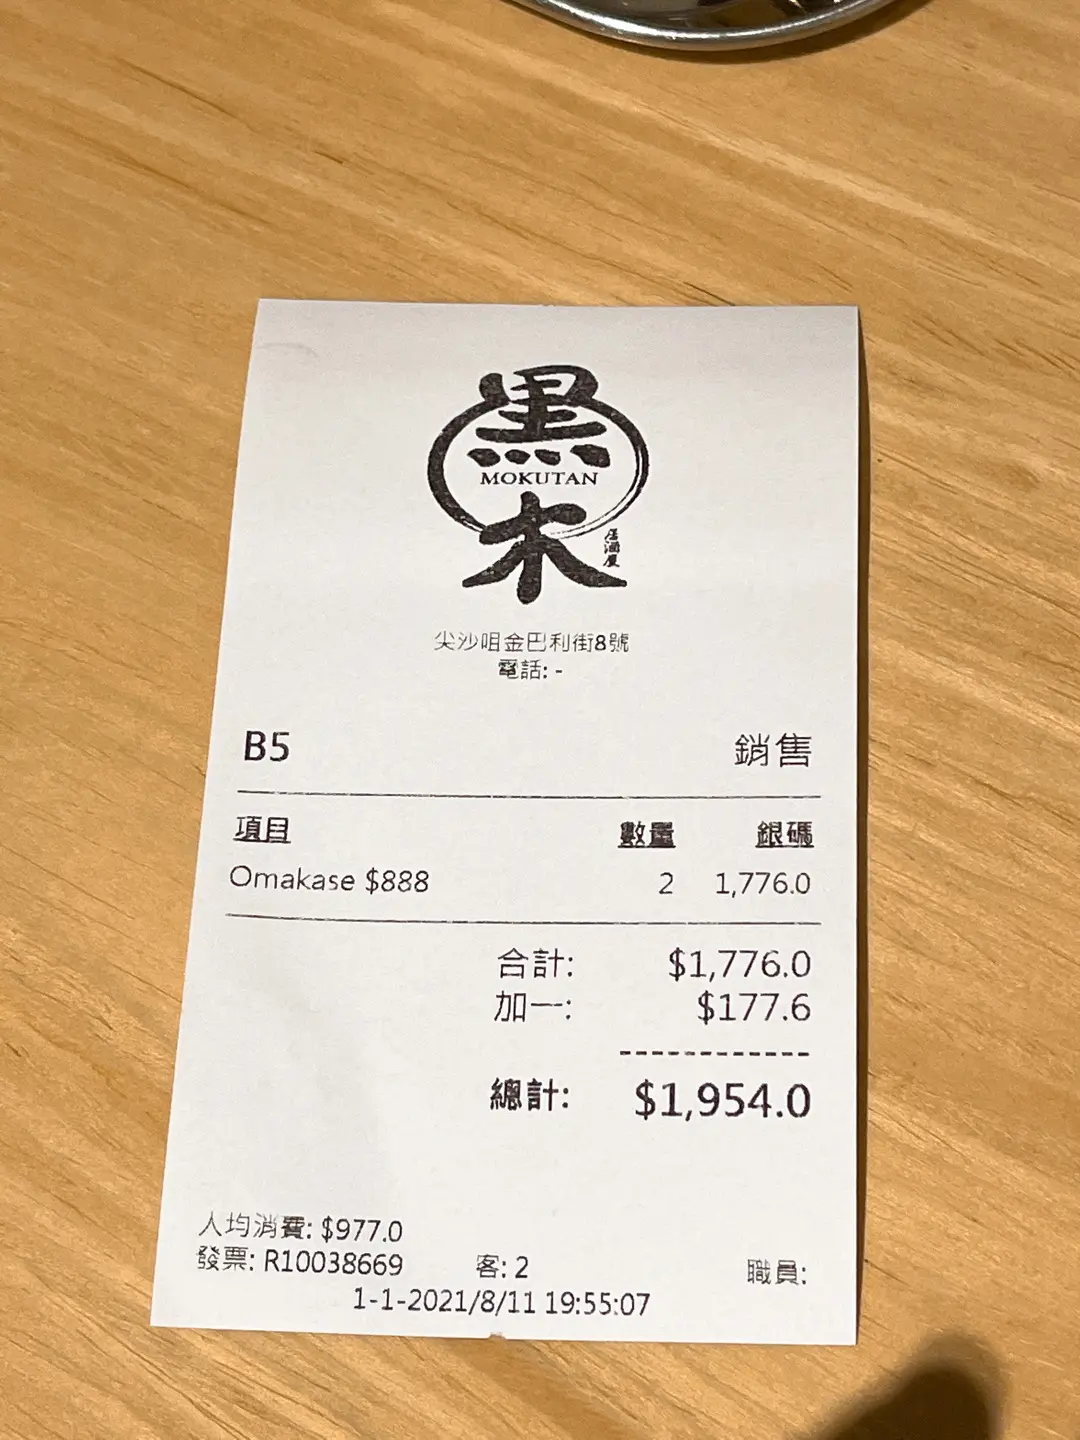 黑
MOKUTAN
木
居酒屋
尖沙咀金巴利街8號
電話: -
B5 銷售
項目 數量 銀碼
Omakase $888 2 1,776.0
合計: $1,776.0
加一: $177.6
------------
總計: $1,954.0
人均消費: $977.0
發票: R10038669 客: 2 職員:
1-1-2021/8/11 19:55:07